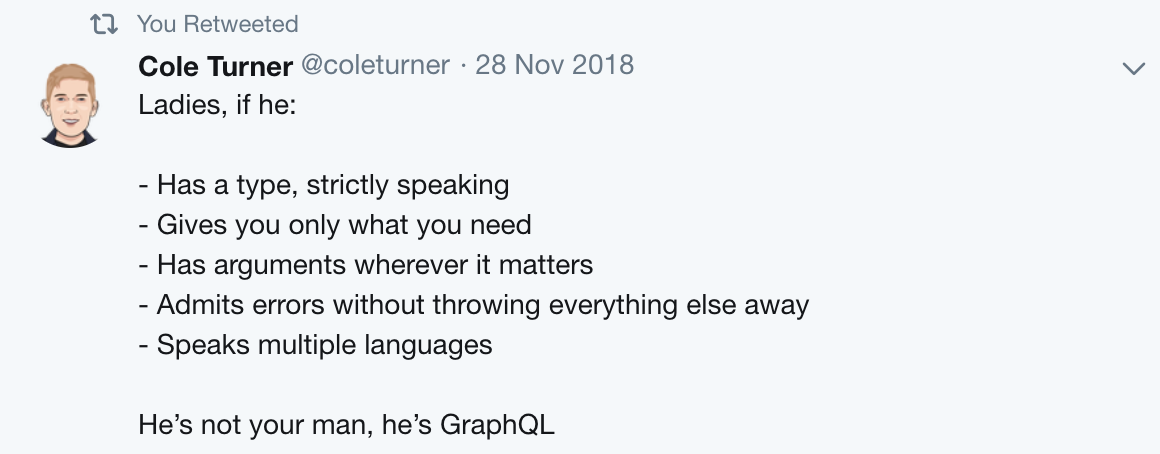 You Retweeted
Cole Turner @coleturner · 28 Nov 2018
Ladies, if he:
- Has a type, strictly speaking
- Gives you only what you need
- Has arguments wherever it matters
- Admits errors without throwing everything else away
- Speaks multiple languages
He’s not your man, he’s GraphQL